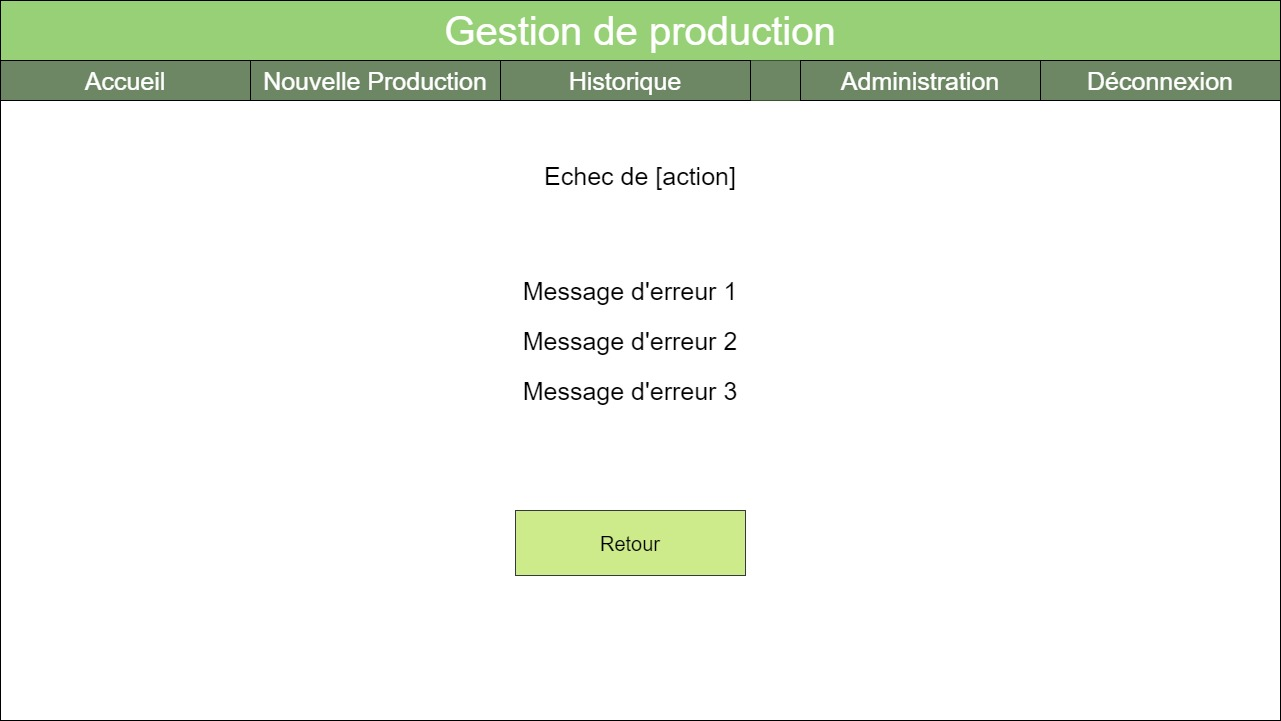 Gestion de production
Accueil Nouvelle Production Historique Administration Déconnexion
Echec de [action]
Message d'erreur 1
Message d'erreur 2
Message d'erreur 3
Retour